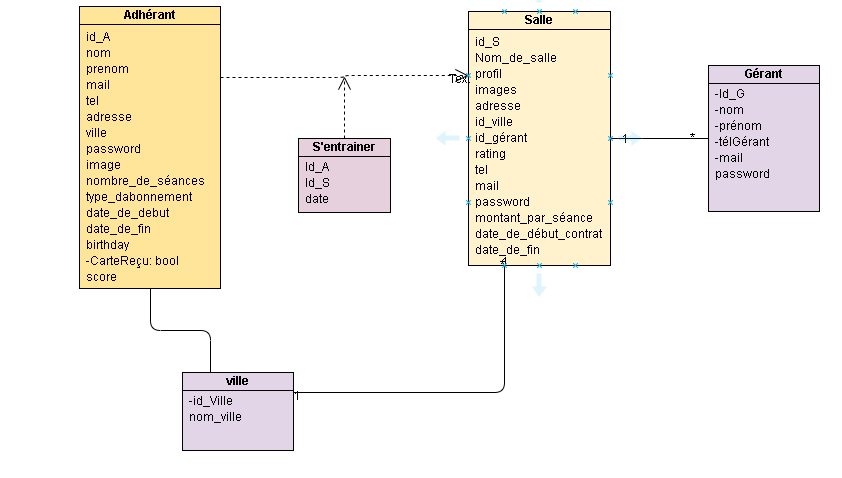 Adhérant
id_A
nom
prenom
mail
tel
adresse
ville
password
image
nombre_de_séances
type_dabonnement
date_de_debut
date_de_fin
birthday
-CarteReçu: bool
score
S'entrainer
Id_A
Id_S
date
Tex
Salle
id_S
Nom_de_salle
profil
images
adresse
id_ville
id_gérant
rating
tel
mail
password
montant_par_séance
date_de_début_contrat
date_de_fin
1
*
Gérant
-Id_G
-nom
-prénom
-télGérant
-mail
password
ville
-id_Ville
nom_ville
1